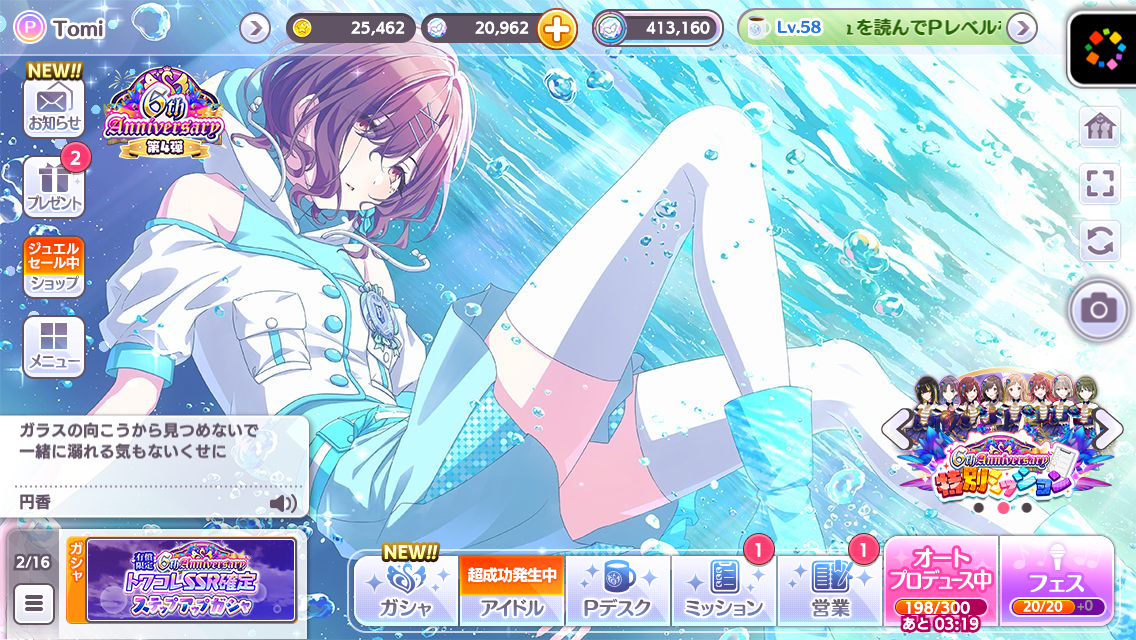 P Tomi
25,462
20,992
413,160
Lv.58
を読んでPレベル
NEW!!
お知らせ
6th
Anniversary
第4弾
2
プレゼント
ジュエル
セール中
ショップ
メニュー
ガラスの向こうから見つめないで
一緒に溺れる気もないくせに
円香
6th Anniversary
特別ミッション
2/16
ガシャ
有償
限定
6th Anniversary
トワコレSSR確定
ステップアップガシャ
NEW!!
ガシャ
超成功発生中
アイドル
Pデスク
1
ミッション
1
営業
オート
プロデュース中
198/300
あと 03:19
フェス
20/20 +0